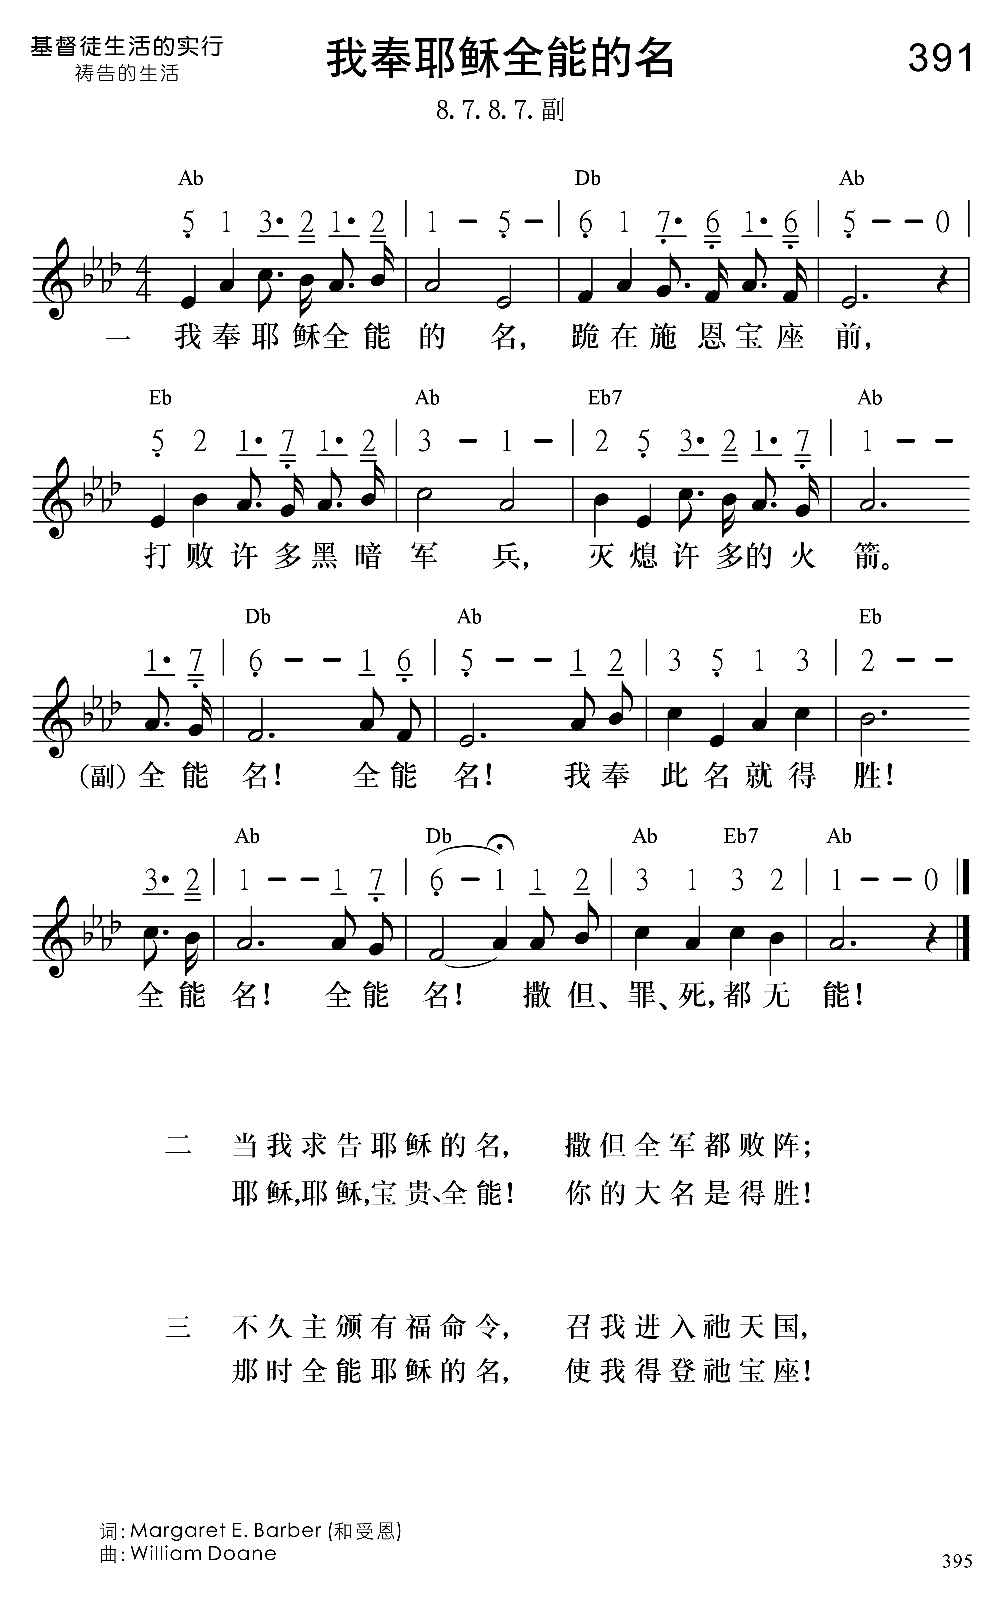 基督徒生活的实行
祷告的生活
我奉耶稣全能的名
391
8. 7. 8. 7. 副
Ab Db Ab
5 1 3· 2 1· 2 | 1 - 5 - | 6 1 7· 6 1· 6 | 5 - - 0 |
4
4
一 我奉耶稣全能的名，跪在施恩宝座前，
Eb Ab Eb7 Ab
5 2 1· 7 1· 2 | 3 - 1 - | 2 5 3· 2 1· 7 | 1 - -
打败许多黑暗军兵，灭熄许多的火箭。
Db Ab Eb
1· 7 | 6 - - 1 6 | 5 - - 1 2 | 3 5 1 3 | 2 - -
（副）全能名！全能名！我奉此名就得胜！
Ab Db Ab Eb7 Ab
3· 2 | 1 - - 1 7 | 6 - 1 1 2 | 3 1 3 2 | 1 - - 0
全能名！全能名！撒但、罪、死，都无能！
二 当我求告耶稣的名， 撒但全军都败阵；
耶稣，耶稣，宝贵、全能！ 你的大名是得胜！
三 不久主颁有福命令， 召我进入祂天国，
那时全能耶稣的名， 使我得登祂宝座！
词：Margaret E. Barber (和受恩)
曲：William Doane
395